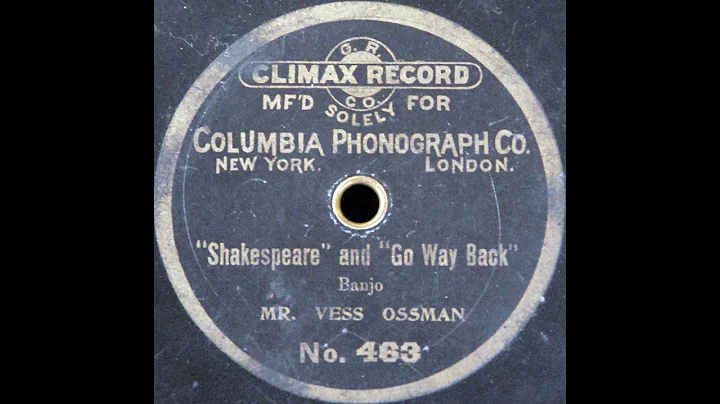 G. R.
CLIMAX RECORD
CO.
MF'D SOLELY FOR
COLUMBIA PHONOGRAPH CO.
NEW YORK. LONDON.
"Shakespeare" and "Go Way Back"
Banjo
MR. VESS OSSMAN
No. 463